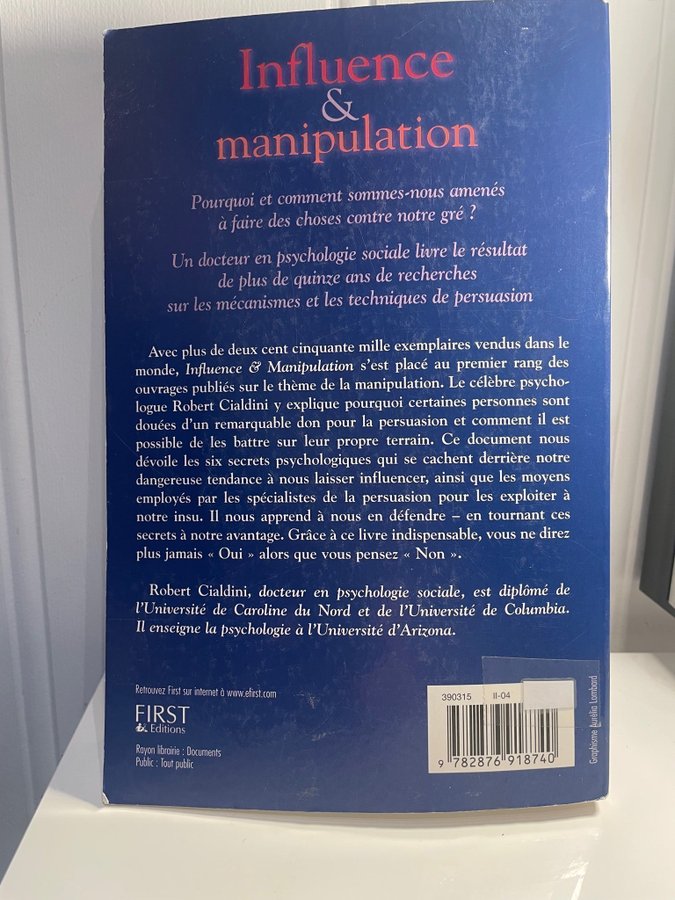 Influence
&
manipulation
Pourquoi et comment sommes-nous amenés
à faire des choses contre notre gré ?
Un docteur en psychologie sociale livre le résultat
de plus de quinze ans de recherches
sur les mécanismes et les techniques de persuasion
Avec plus de deux cent cinquante mille exemplaires vendus dans le
monde, Influence & Manipulation s'est placé au premier rang des
ouvrages publiés sur le thème de la manipulation. Le célèbre psycho-
logue Robert Cialdini y explique pourquoi certaines personnes sont
douées d'un remarquable don pour la persuasion et comment il est
possible de les battre sur leur propre terrain. Ce document nous
dévoile les six secrets psychologiques qui se cachent derrière notre
dangereuse tendance à nous laisser influencer, ainsi que les moyens
employés par les spécialistes de la persuasion pour les exploiter à
notre insu. Il nous apprend à nous en défendre – en tournant ces
secrets à notre avantage. Grâce à ce livre indispensable, vous ne direz
plus jamais « Oui » alors que vous pensez « Non ».
Robert Cialdini, docteur en psychologie sociale, est diplômé de
l'Université de Caroline du Nord et de l'Université de Columbia.
Il enseigne la psychologie à l'Université d'Arizona.
Retrouvez First sur internet à www.efirst.com
FIRST
Editions
Rayon librairie : Documents
Public : Tout public
390315 II-04
9 782876 918740
Graphisme Aurélia Lombard